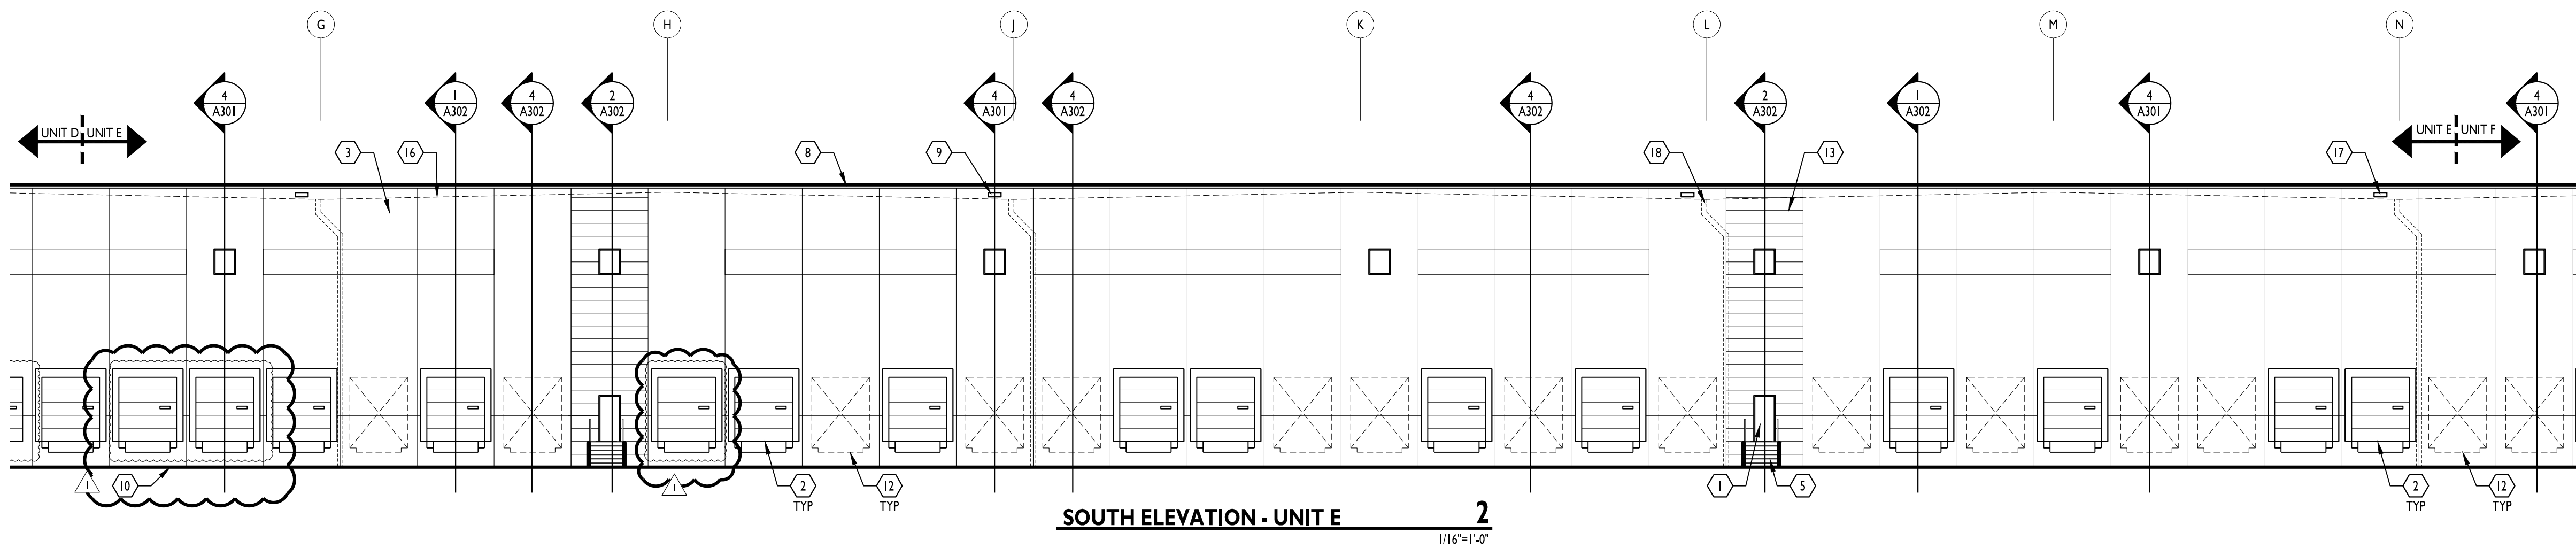 G H J K L M N
4 1 4 2 4 4 4 2 1 4 4
A301 A302 A302 A302 A301 A302 A302 A302 A302 A301 A301
UNIT D UNIT E UNIT E UNIT F
3 16 8 9 18 13 17
1 10 1 2 12 1 5 2 12
TYP TYP TYP TYP
SOUTH ELEVATION - UNIT E 2
1/16"=1'-0"